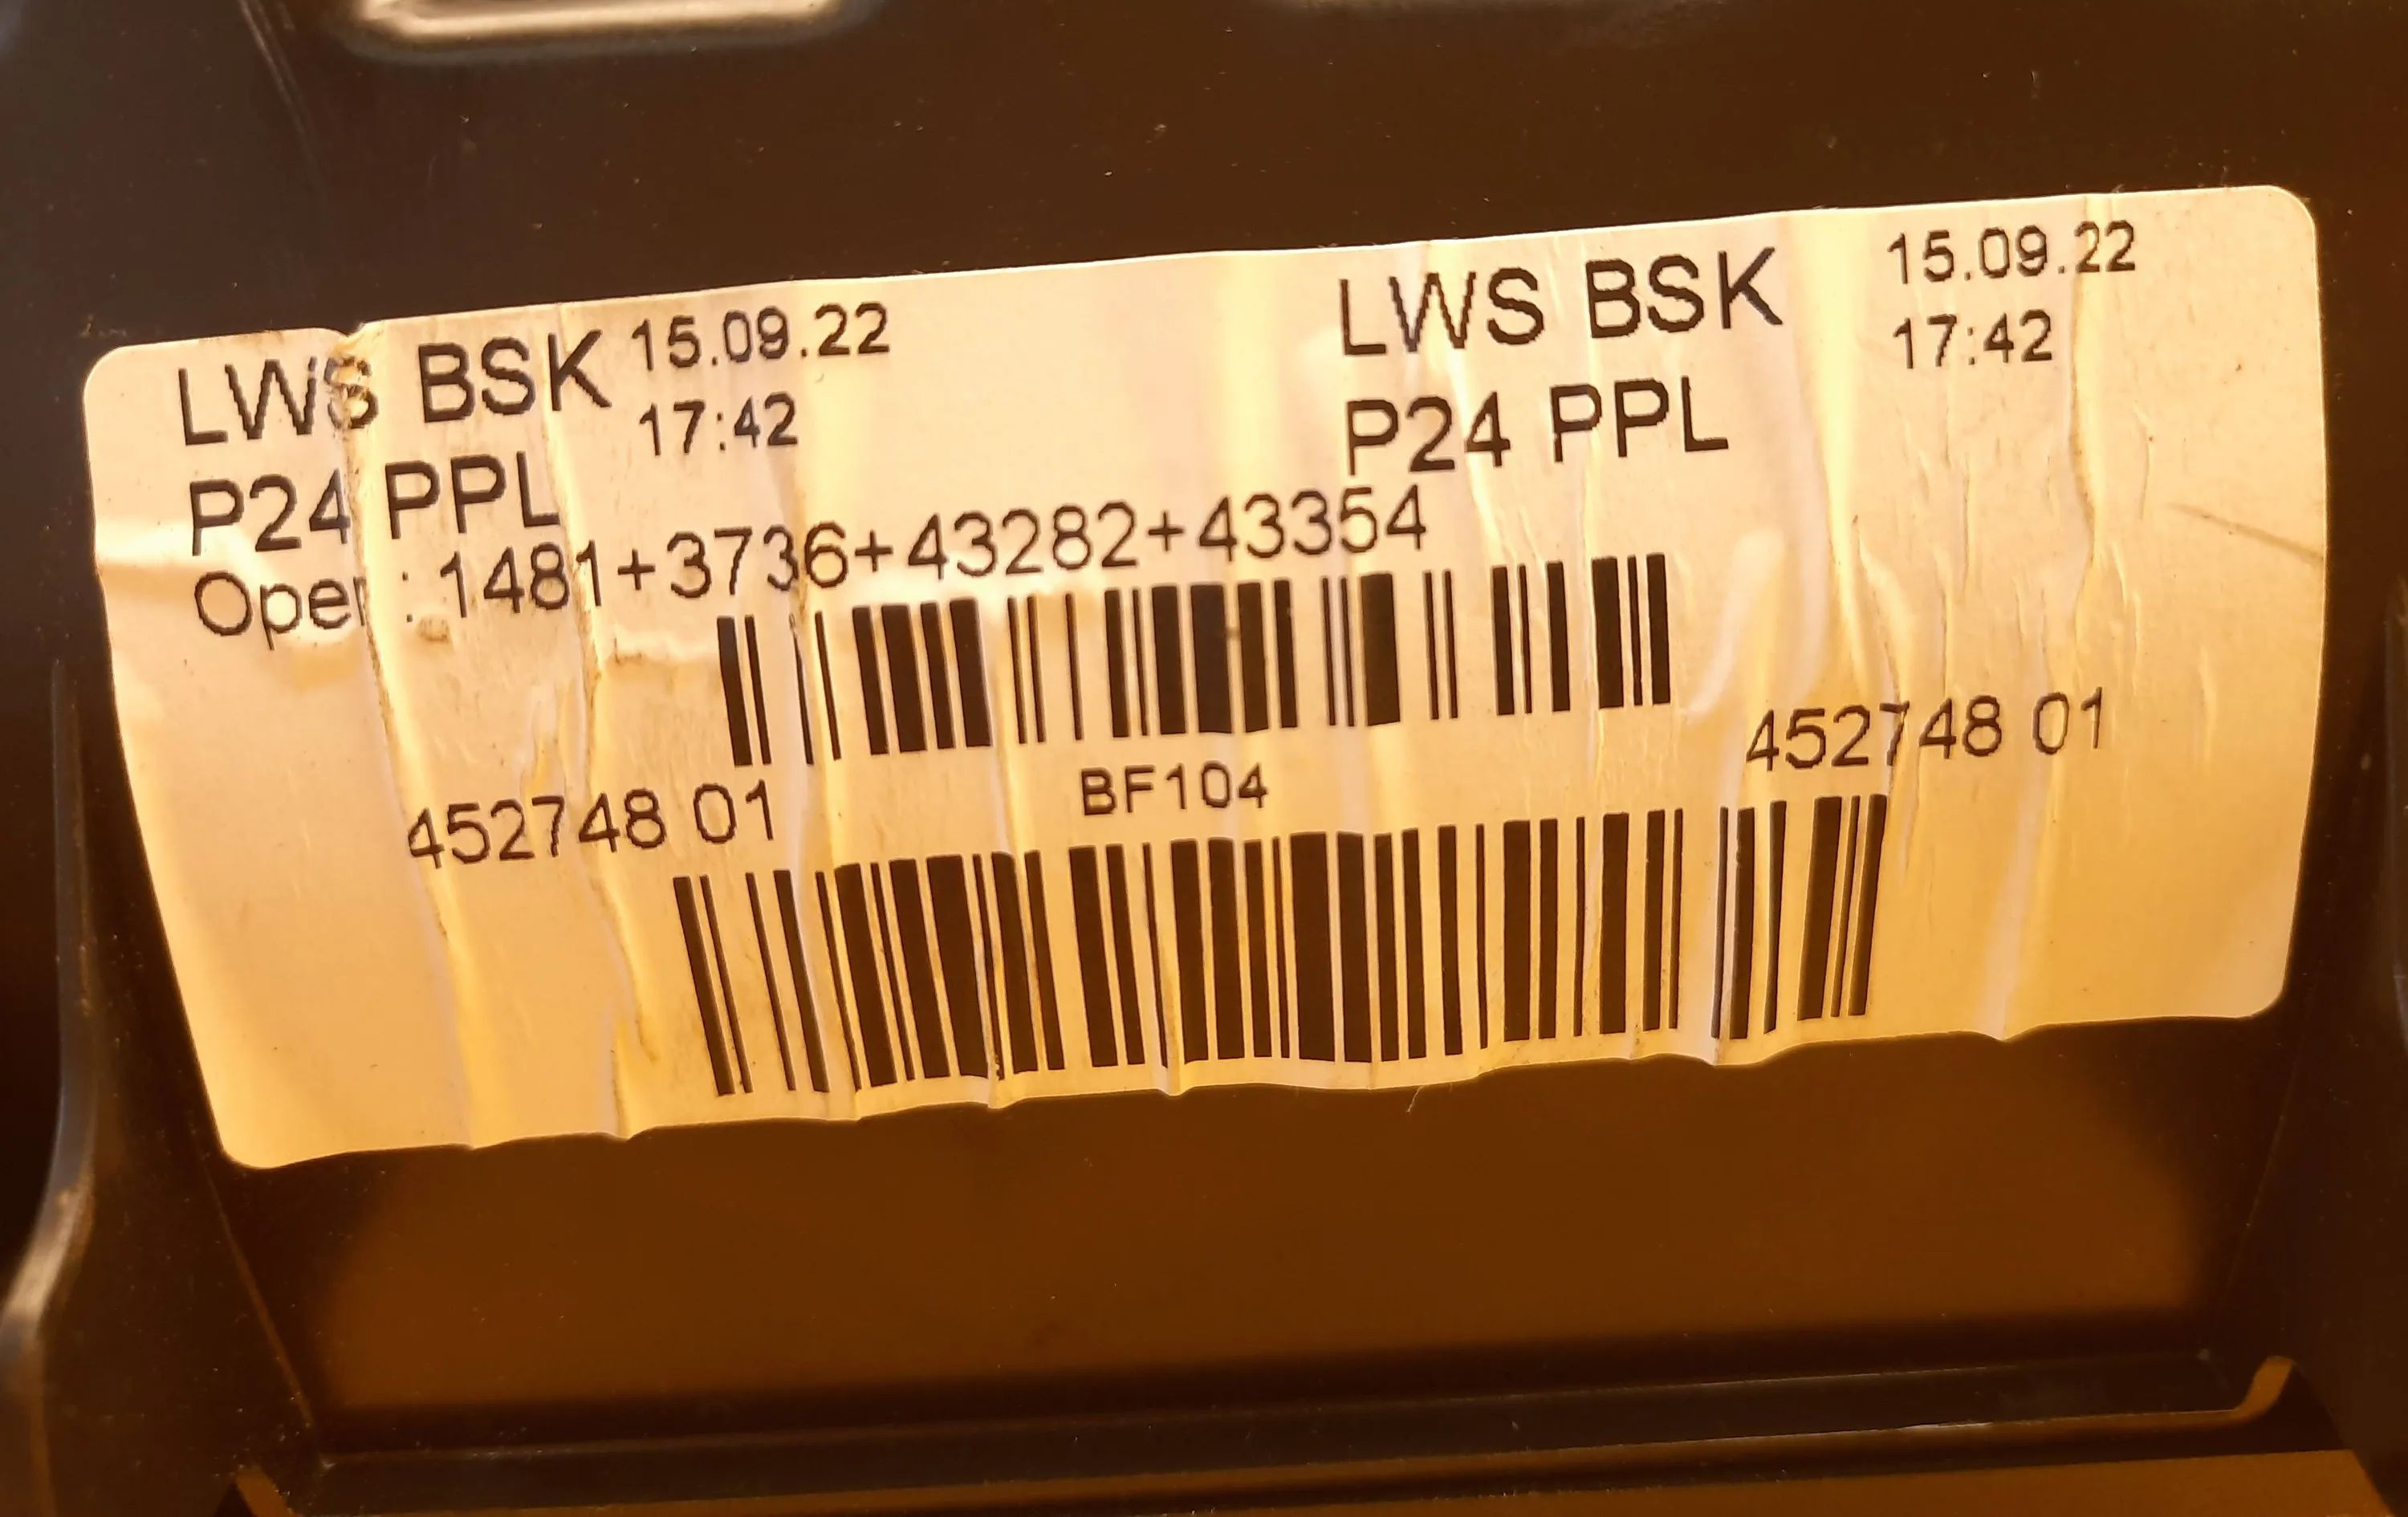 LWS BSK 15.09.22 LWS BSK 15.09.22
17:42 17:42
P24 PPL P24 PPL
Oper : 1481+3736+43282+43354
452748 01 BF104 452748 01